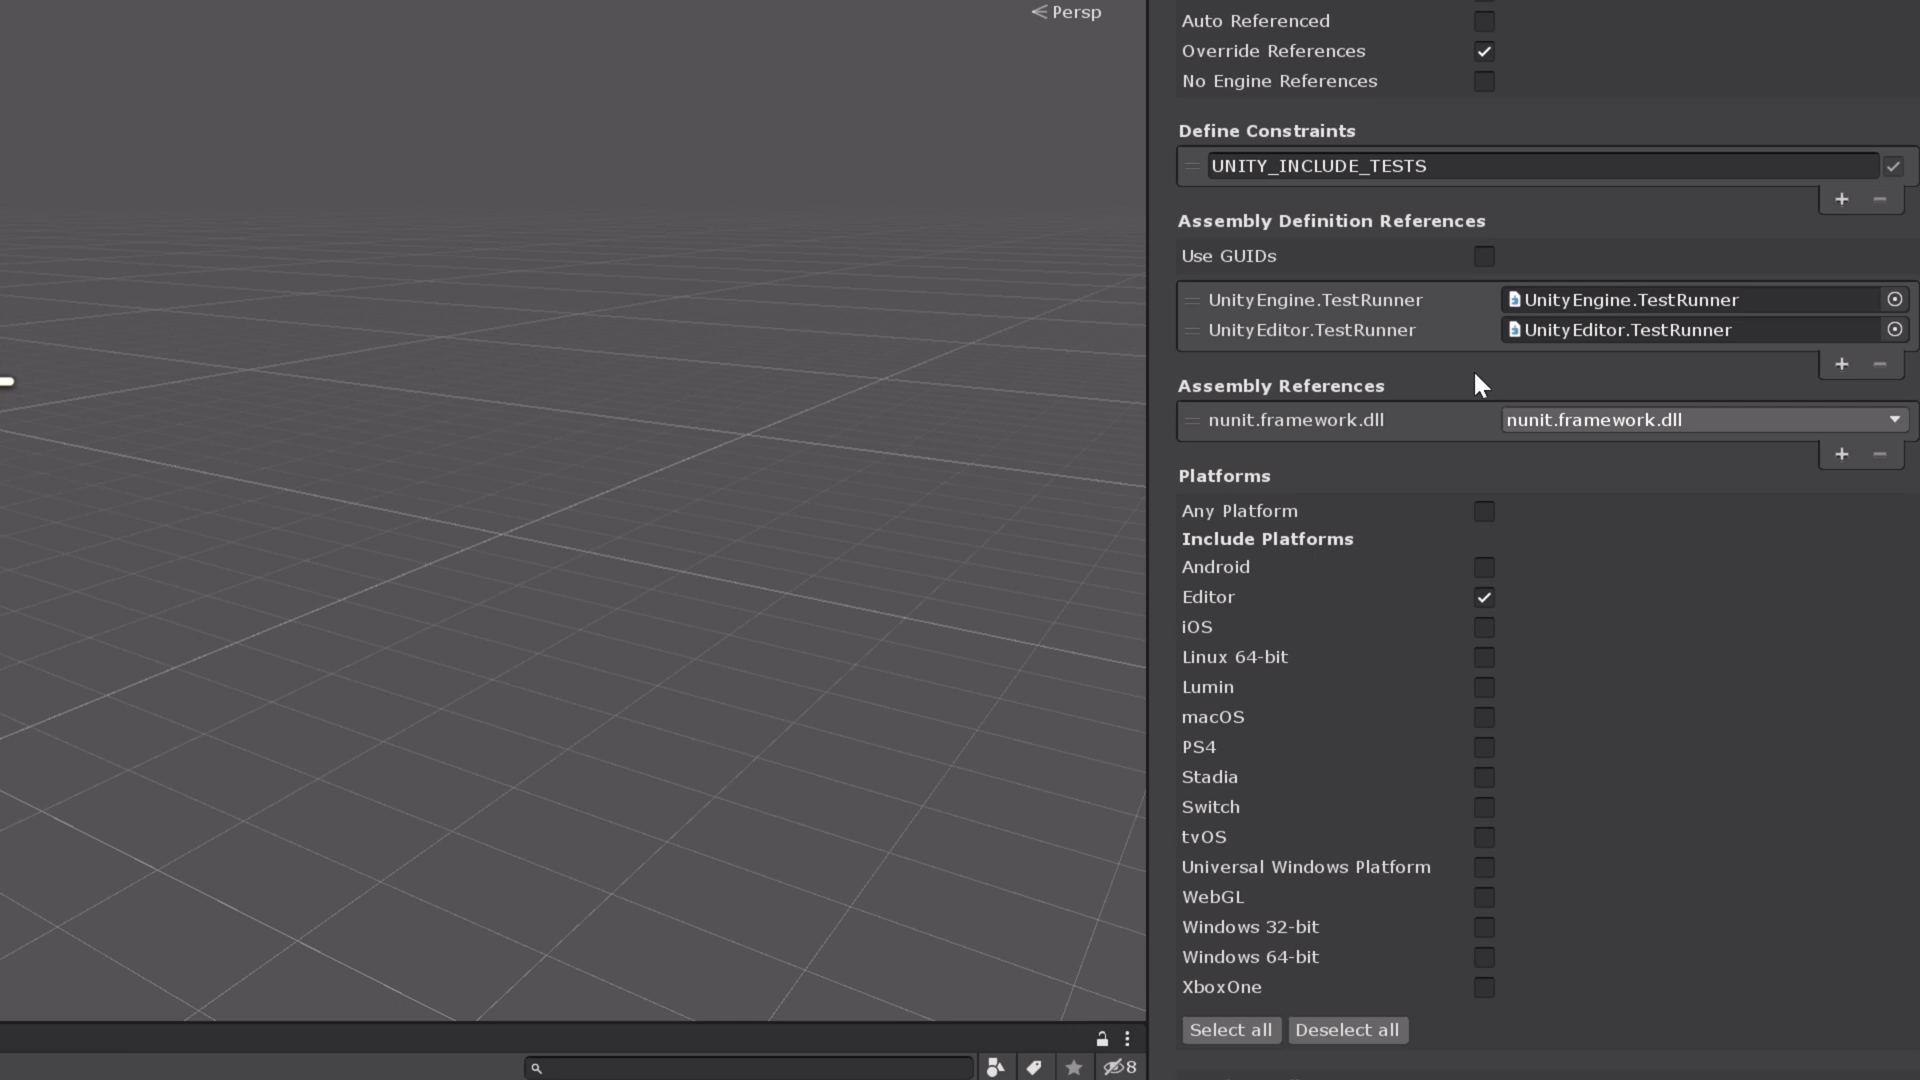 Persp
Auto Referenced
Override References
No Engine References
Define Constraints
UNITY_INCLUDE_TESTS
Assembly Definition References
Use GUIDs
UnityEngine.TestRunner UnityEngine.TestRunner
UnityEditor.TestRunner UnityEditor.TestRunner
Assembly References
nunit.framework.dll nunit.framework.dll
Platforms
Any Platform
Include Platforms
Android
Editor
iOS
Linux 64-bit
Lumin
macOS
PS4
Stadia
Switch
tvOS
Universal Windows Platform
WebGL
Windows 32-bit
Windows 64-bit
XboxOne
Select all Deselect all
8